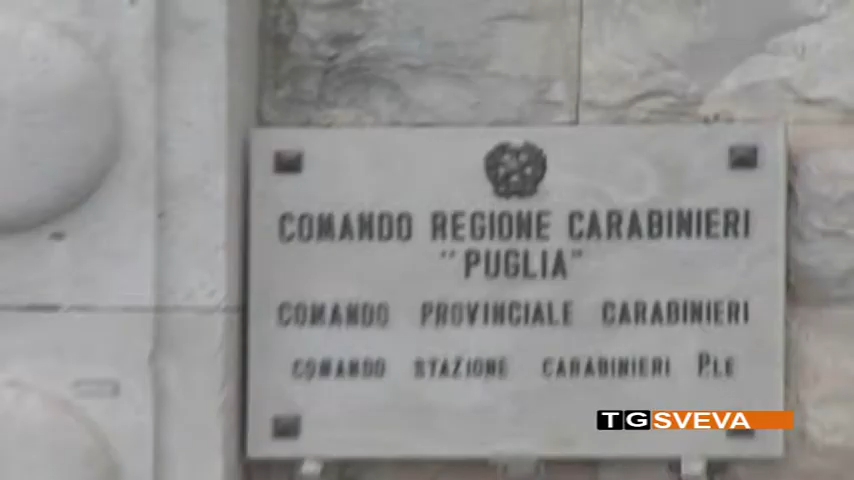 COMANDO REGIONE CARABINIERI
"PUGLIA"
COMANDO PROVINCIALE CARABINIERI
COMANDO STAZIONE CARABINIERI P.LE
TGSVEVA